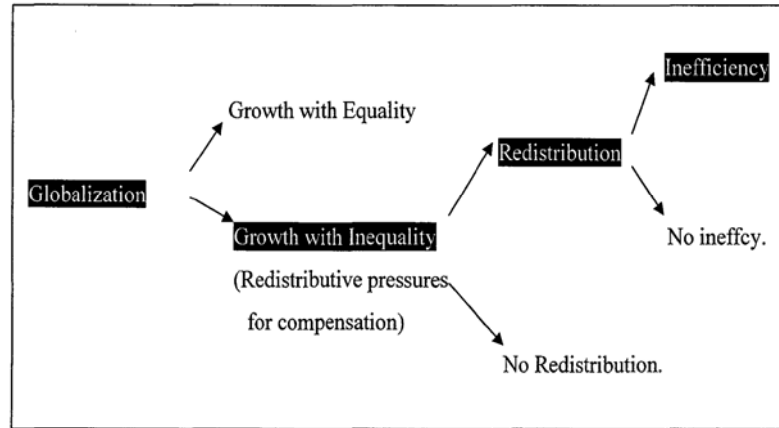 Inefficiency
Growth with Equality
Redistribution
Globalization
Growth with Inequality
No ineffcy.
(Redistributive pressures
for compensation)
No Redistribution.